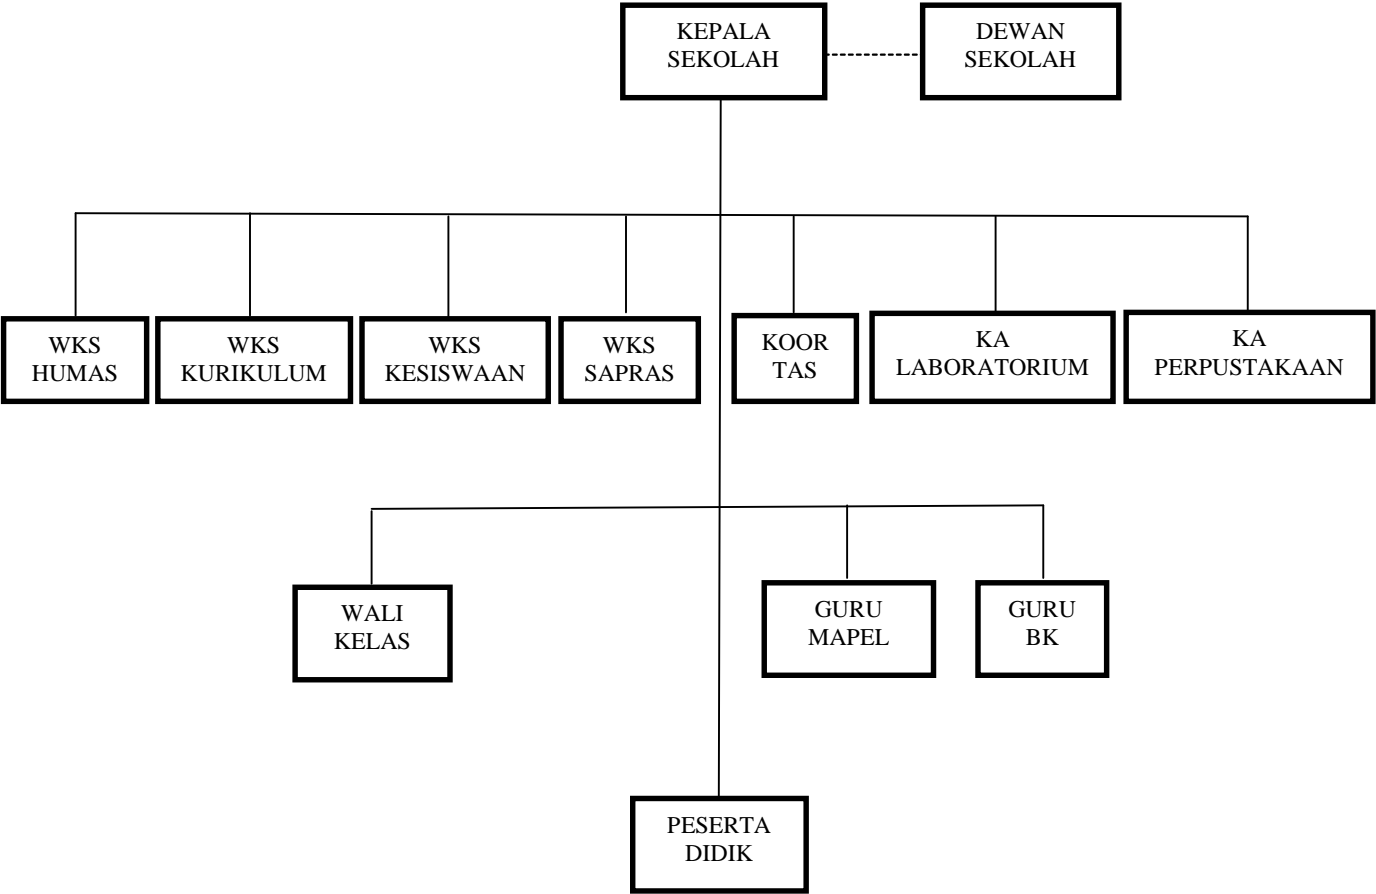 KEPALA
SEKOLAH
DEWAN
SEKOLAH
WKS
HUMAS
WKS
KURIKULUM
WKS
KESISWAAN
WKS
SAPRAS
KOOR
TAS
KA
LABORATORIUM
KA
PERPUSTAKAAN
WALI
KELAS
GURU
MAPEL
GURU
BK
PESERTA
DIDIK